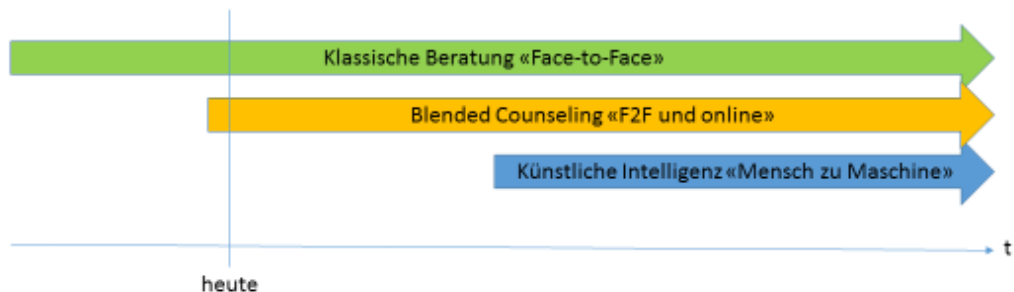 Klassische Beratung «Face-to-Face»
Blended Counseling «F2F und online»
Künstliche Intelligenz «Mensch zu Maschine»
t
heute